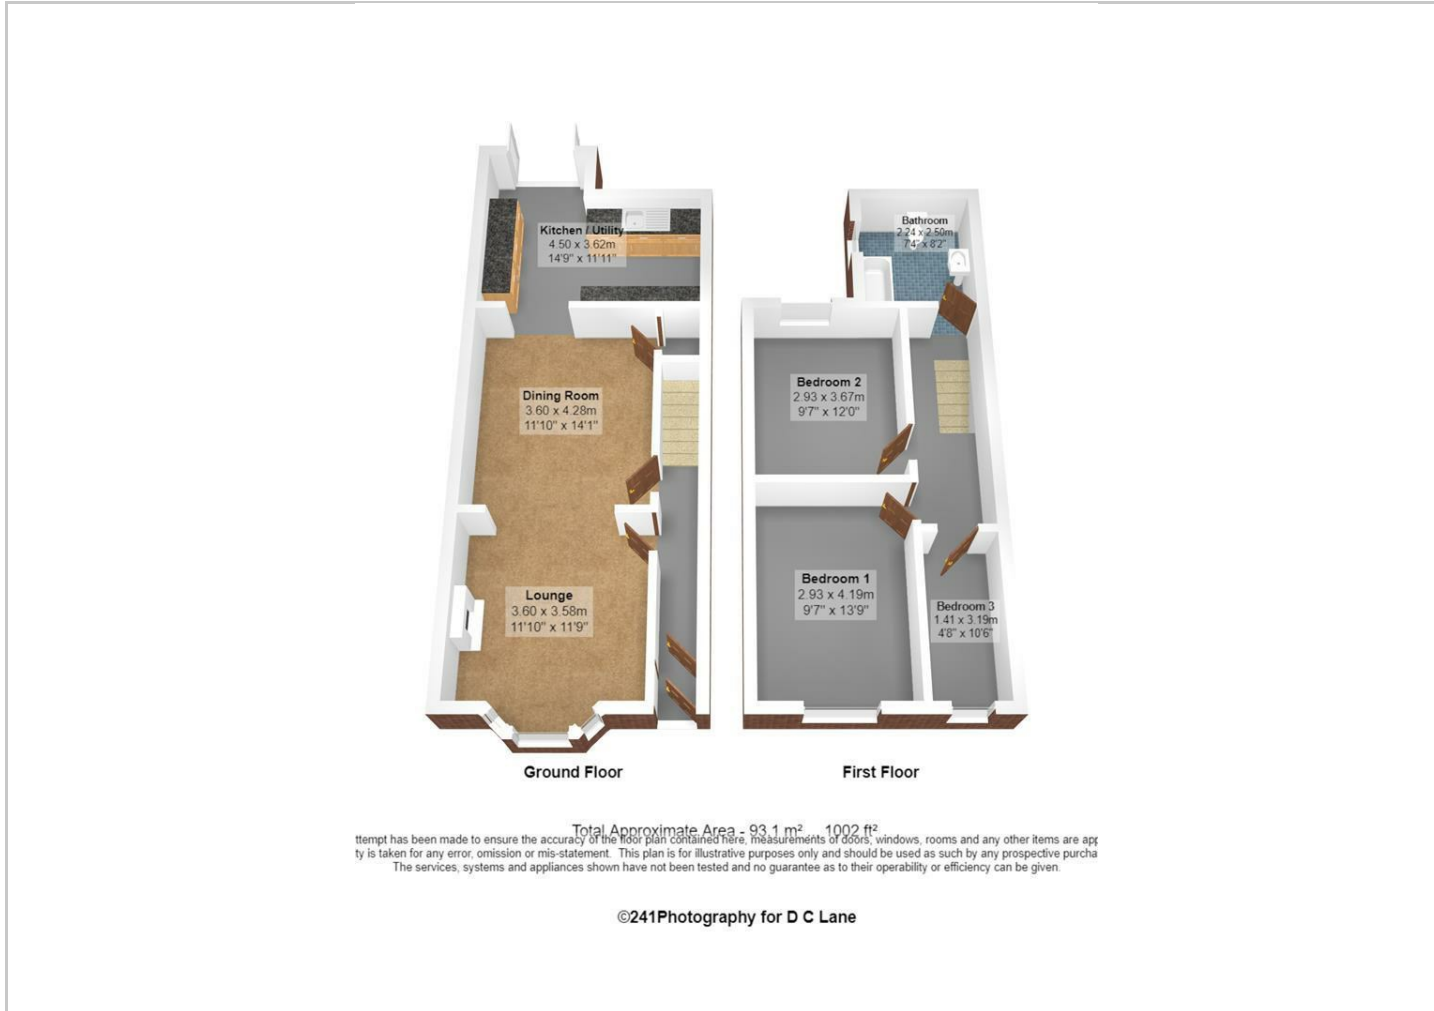 Kitchen / Utility
4.50 x 3.62m
14'9" x 11'11"
Dining Room
3.60 x 4.28m
11'10" x 14'1"
Lounge
3.60 x 3.58m
11'10" x 11'9"
Ground Floor
Bathroom
2.24 x 2.50m
7'4" x 8'2"
Bedroom 2
2.93 x 3.67m
9'7" x 12'0"
Bedroom 1
2.93 x 4.19m
9'7" x 13'9"
Bedroom 3
1.41 x 3.19m
4'8" x 10'6"
First Floor
Total Approximate Area - 93.1 m² 1002 ft²
ttempt has been made to ensure the accuracy of the floor plan contained here, measurements of doors, windows, rooms and any other items are app
ty is taken for any error, omission or mis-statement. This plan is for illustrative purposes only and should be used as such by any prospective purcha
The services, systems and appliances shown have not been tested and no guarantee as to their operability or efficiency can be given.
©241Photography for D C Lane